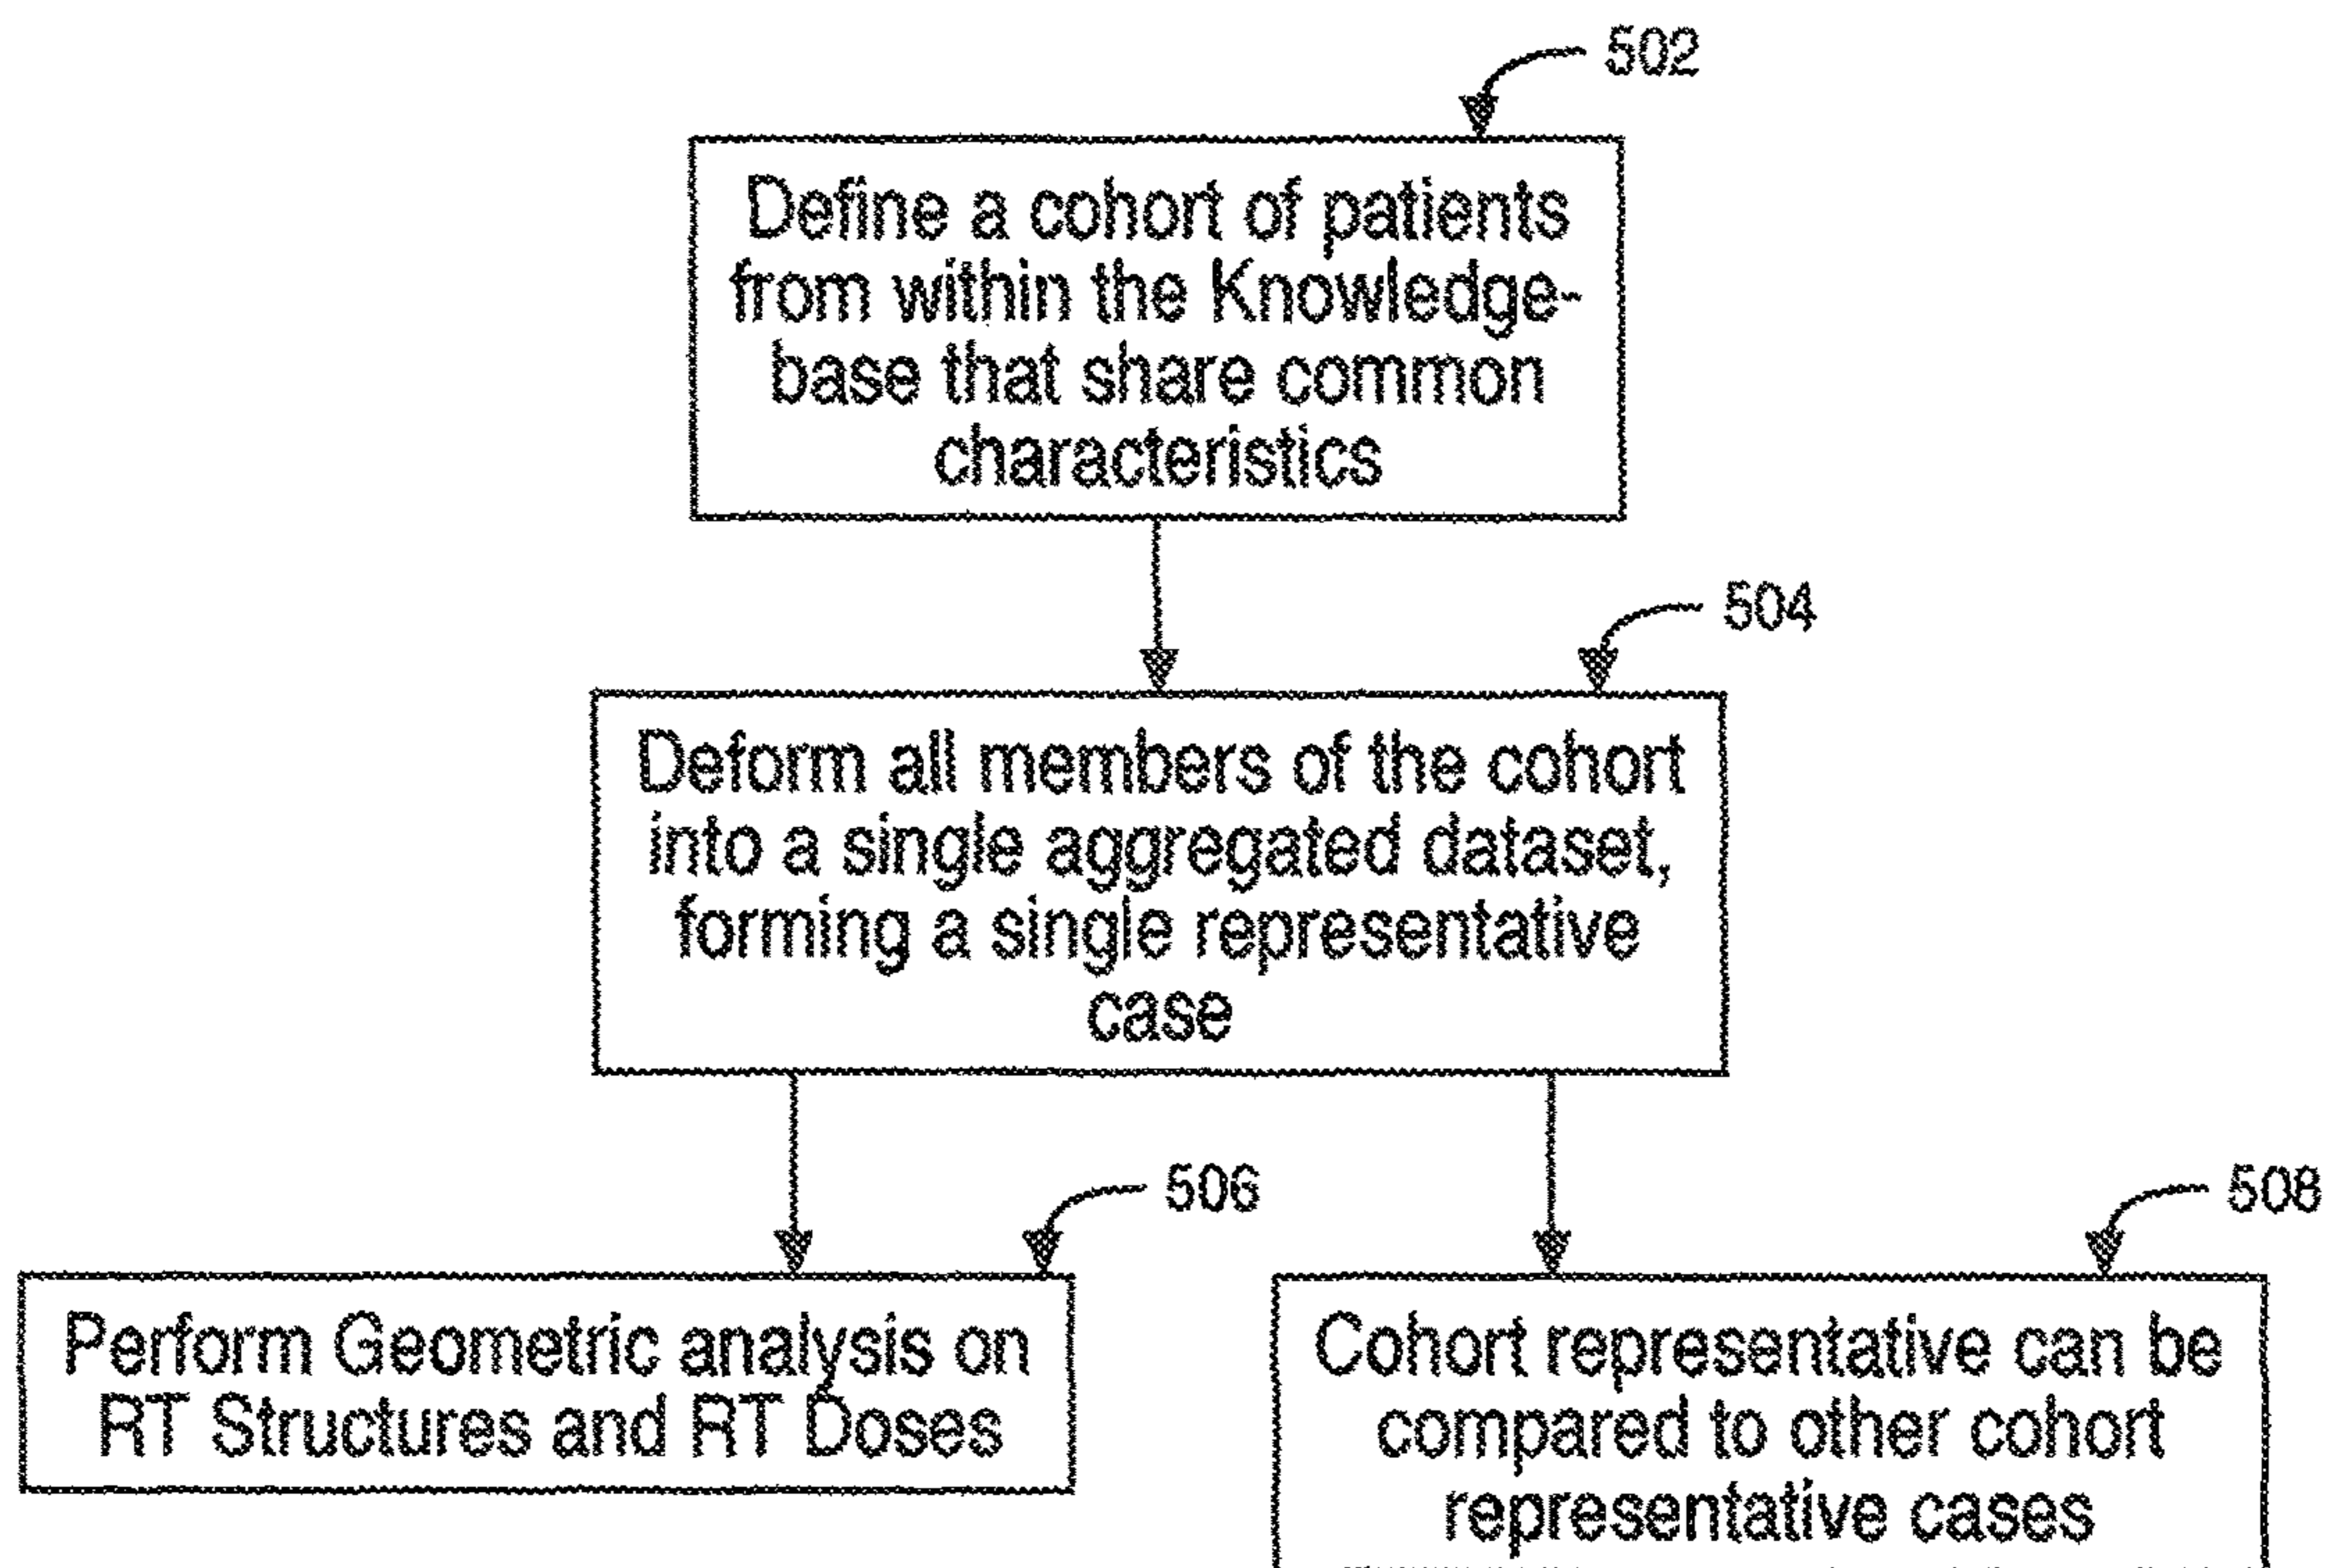 502
Define a cohort of patients
from within the Knowledge-
base that share common
characteristics
504
Deform all members of the cohort
into a single aggregated dataset,
forming a single representative
case
506
508
Perform Geometric analysis on
RT Structures and RT Doses
Cohort representative can be
compared to other cohort
representative cases